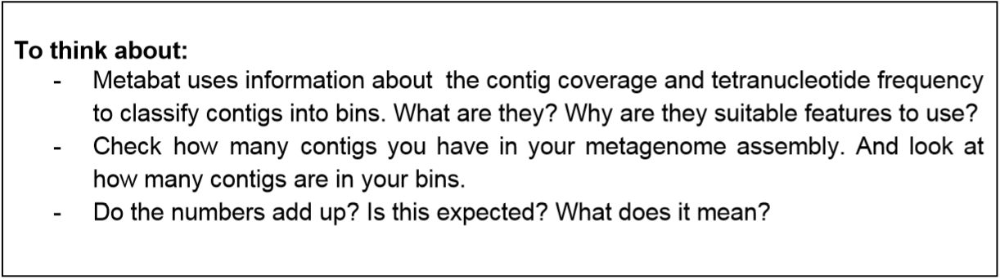 To think about:
- Metabat uses information about the contig coverage and tetranucleotide frequency
to classify contigs into bins. What are they? Why are they suitable features to use?
- Check how many contigs you have in your metagenome assembly. And look at
how many contigs are in your bins.
- Do the numbers add up? Is this expected? What does it mean?